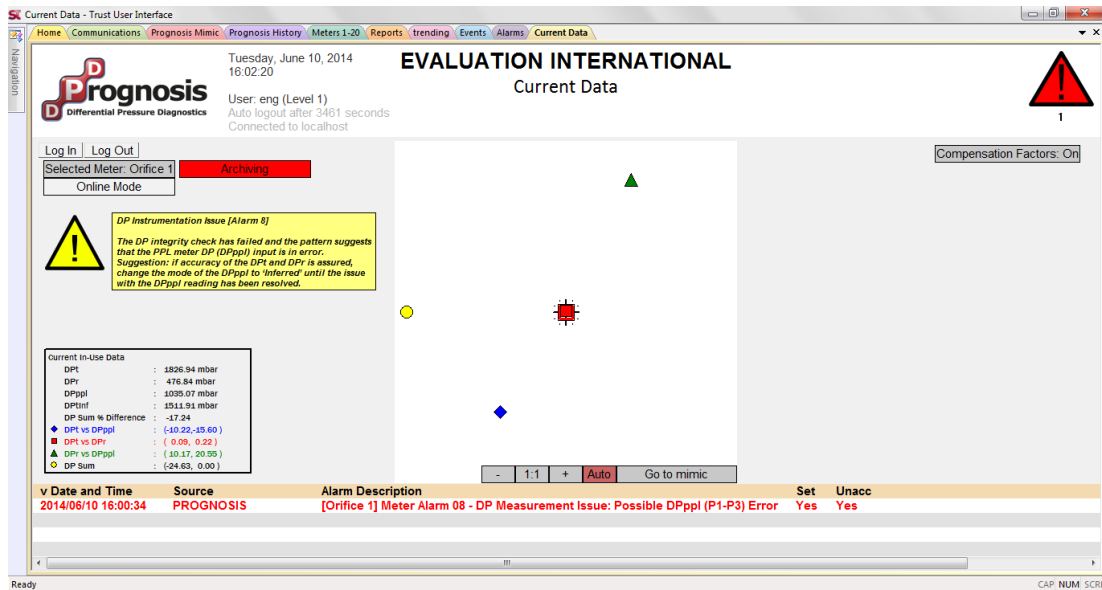 Current Data - Trust User Interface
Home Communications Prognosis Mimic Prognosis History Meters 1-20 Reports trending Events Alarms Current Data
Navigation
D
Prognosis
D
Differential Pressure Diagnostics
Tuesday, June 10, 2014
16:02:20
User: eng (Level 1)
Auto logout after 3461 seconds
Connected to localhost
EVALUATION INTERNATIONAL
Current Data
1
Log In Log Out
Selected Meter: Orifice 1 Archiving
Online Mode
Compensation Factors: On
DP Instrumentation Issue [Alarm 8]
The DP integrity check has failed and the pattern suggests
that the PPL meter DP (DPppl) input is in error.
Suggestion: if accuracy of the DPt and DPr is assured,
change the mode of the DPppl to 'Inferred' until the issue
with the DPppl reading has been resolved.
Current In-Use Data
DPt : 1826.94 mbar
DPr : 476.84 mbar
DPppl : 1035.07 mbar
DPtInf : 1511.91 mbar
DP Sum % Difference : -17.24
DPt vs DPppl : (-10.22,-15.60 )
DPt vs DPr : ( 0.09, 0.22 )
DPr vs DPppl : ( 10.17, 20.55 )
DP Sum : (-24.63, 0.00 )
- 1:1 + Auto Go to mimic
v Date and Time Source Alarm Description Set Unacc
2014/06/10 16:00:34 PROGNOSIS [Orifice 1] Meter Alarm 08 - DP Measurement Issue: Possible DPppl (P1-P3) Error Yes Yes
Ready
CAP NUM SCRL